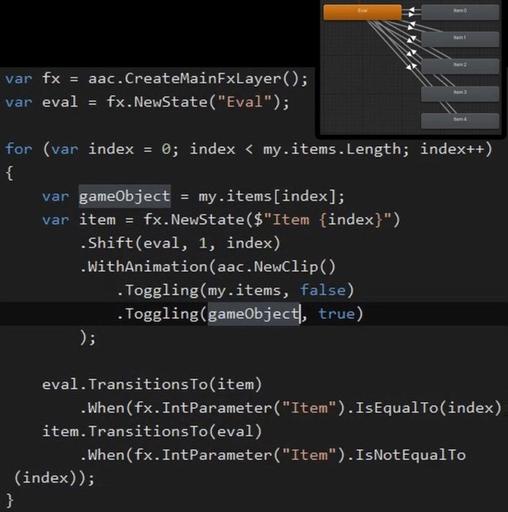 Eval
Item 0
Item 1
Item 2
Item 3
Item 4
var fx = aac.CreateMainFxLayer();
var eval = fx.NewState("Eval");
for (var index = 0; index < my.items.Length; index++)
{
var gameObject = my.items[index];
var item = fx.NewState($"Item {index}")
.Shift(eval, 1, index)
.WithAnimation(aac.NewClip()
.Toggling(my.items, false)
.Toggling(gameObject, true)
);
eval.TransitionsTo(item)
.When(fx.IntParameter("Item").IsEqualTo(index)
item.TransitionsTo(eval)
.When(fx.IntParameter("Item").IsNotEqualTo
(index));
}